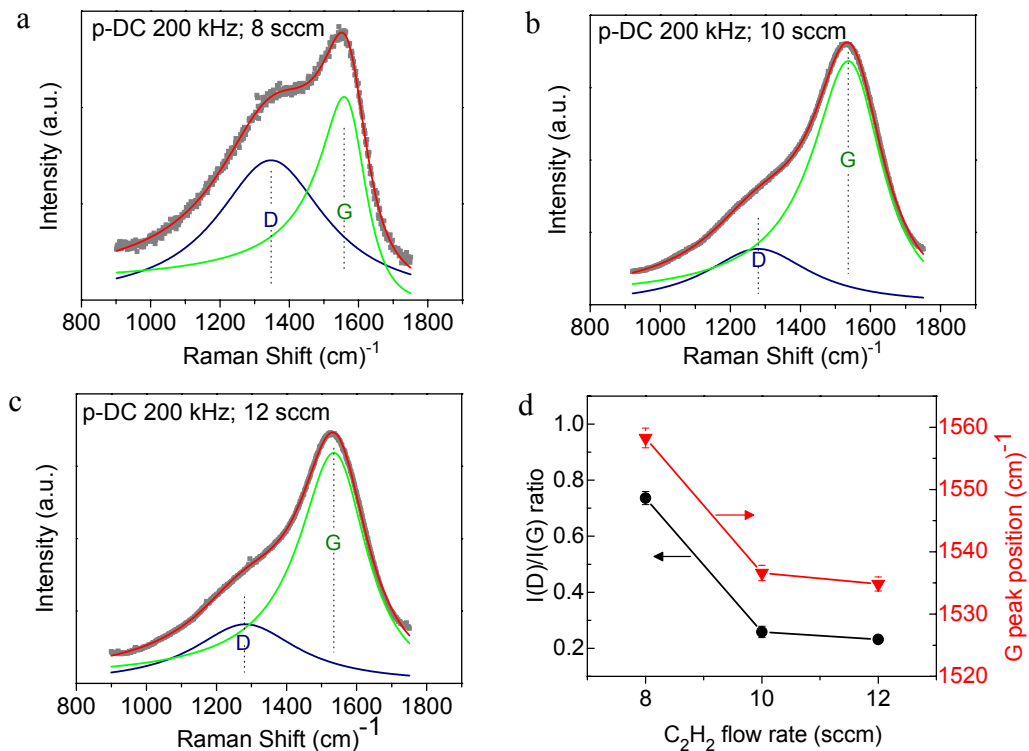 a
p-DC 200 kHz; 8 sccm
Intensity (a.u.)
D
G
800 1000 1200 1400 1600 1800
Raman Shift (cm)-1
b
p-DC 200 kHz; 10 sccm
Intensity (a.u.)
G
D
800 1000 1200 1400 1600 1800
Raman Shift (cm)-1
c
p-DC 200 kHz; 12 sccm
Intensity (a.u.)
G
D
800 1000 1200 1400 1600 1800
Raman Shift (cm)-1
d
1.0
0.8
0.6
0.4
0.2
I(D)/I(G) ratio
1560
1550
1540
1530
1520
G peak position (cm)-1
8 10 12
C2H2 flow rate (sccm)